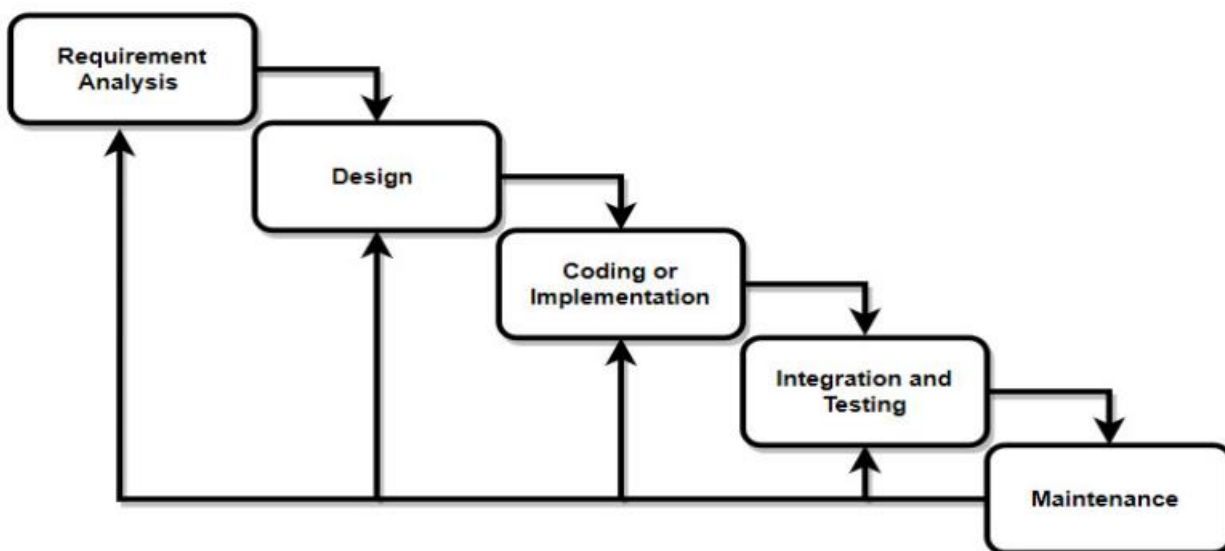 Requirement
Analysis
Design
Coding or
Implementation
Integration and
Testing
Maintenance